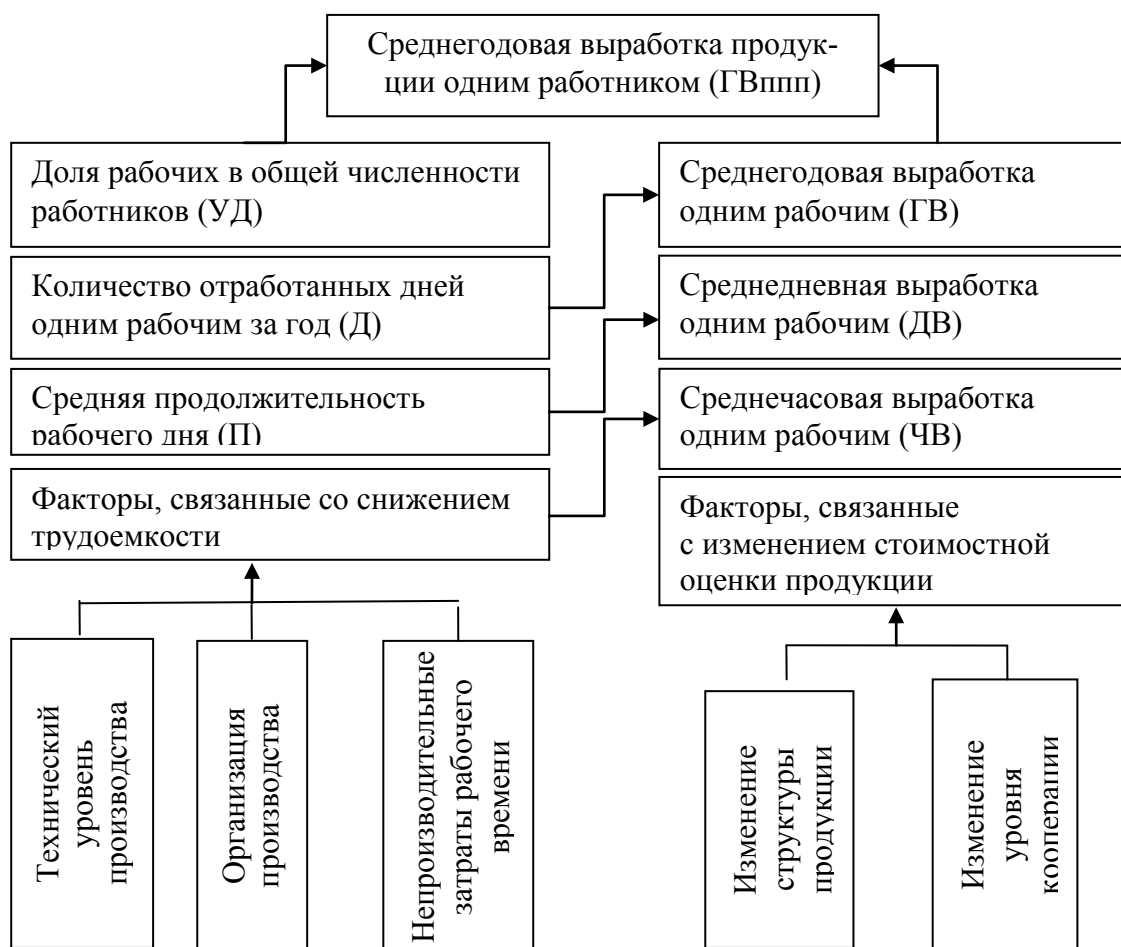 Среднегодовая выработка продук-
ции одним работником (ГВппп)
Доля рабочих в общей численности
работников (УД)
Среднегодовая выработка
одним рабочим (ГВ)
Количество отработанных дней
одним рабочим за год (Д)
Среднедневная выработка
одним рабочим (ДВ)
Средняя продолжительность
рабочего дня (П)
Среднечасовая выработка
одним рабочим (ЧВ)
Факторы, связанные со снижением
трудоемкости
Факторы, связанные
с изменением стоимостной
оценки продукции
Технический
уровень
производства
Организация
производства
Непроизводительные
затраты рабочего
времени
Изменение
структуры
продукции
Изменение
уровня
кооперации